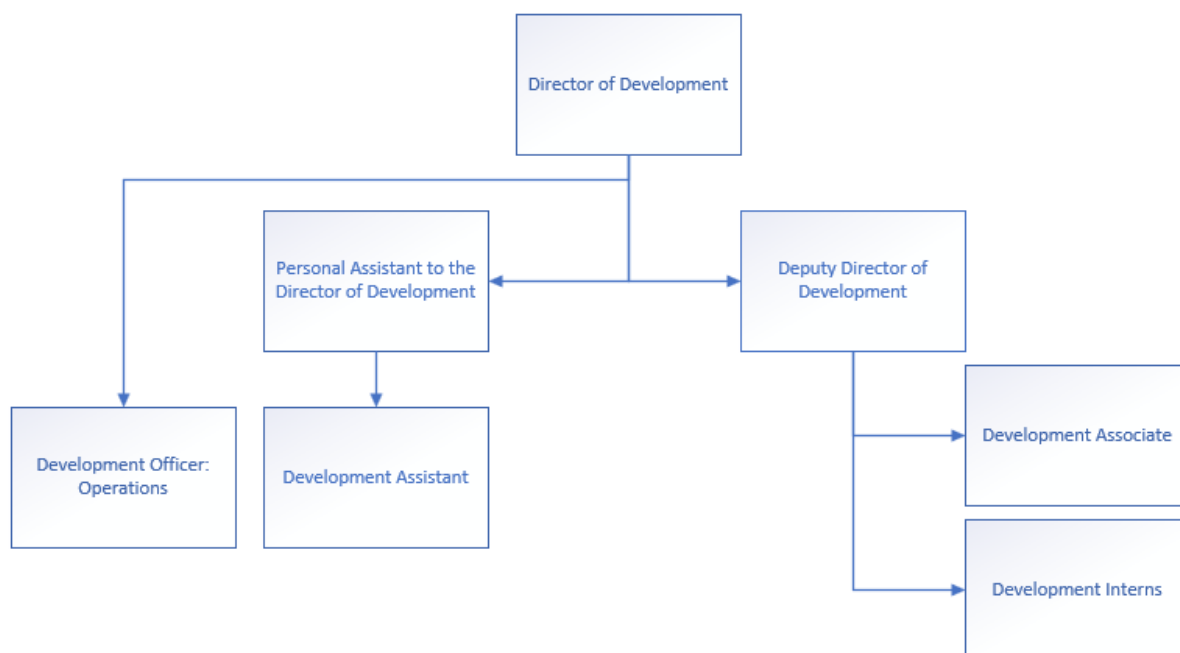 Director of Development
Personal Assistant to the
Director of Development
Deputy Director of
Development
Development Officer:
Operations
Development Assistant
Development Associate
Development Interns